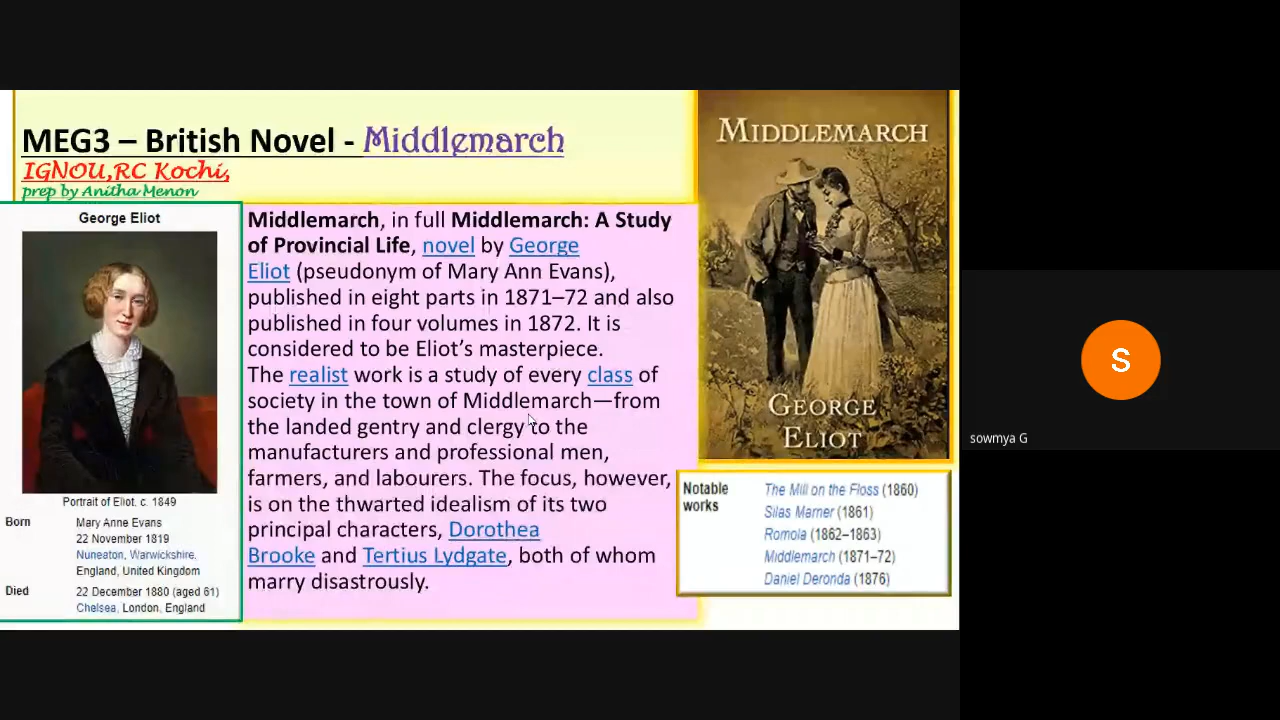 MEG3 – British Novel - Middlemarch
IGNOU,RC Kochi,
prep by Anitha Menon
George Eliot
Portrait of Eliot, c. 1849
Born Mary Anne Evans
22 November 1819
Nuneaton, Warwickshire,
England, United Kingdom
Died 22 December 1880 (aged 61)
Chelsea, London, England
Middlemarch, in full Middlemarch: A Study
of Provincial Life, novel by George
Eliot (pseudonym of Mary Ann Evans),
published in eight parts in 1871–72 and also
published in four volumes in 1872. It is
considered to be Eliot’s masterpiece.
The realist work is a study of every class of
society in the town of Middlemarch—from
the landed gentry and clergy to the
manufacturers and professional men,
farmers, and labourers. The focus, however,
is on the thwarted idealism of its two
principal characters, Dorothea
Brooke and Tertius Lydgate, both of whom
marry disastrously.
MIDDLEMARCH
GEORGE
ELIOT
Notable works
The Mill on the Floss (1860)
Silas Marner (1861)
Romola (1862–1863)
Middlemarch (1871–72)
Daniel Deronda (1876)
S
sowmya G